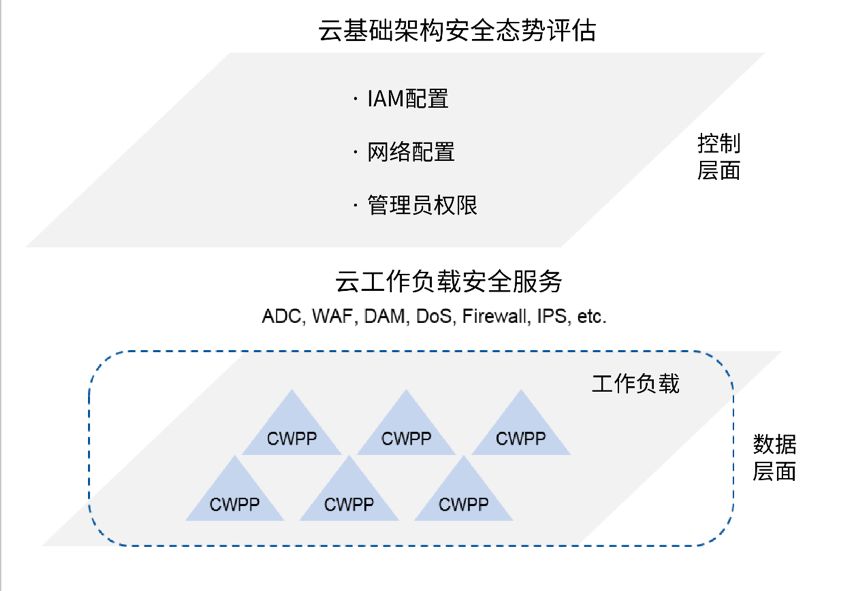 云基础架构安全态势评估
· IAM配置
· 网络配置
· 管理员权限
控制
层面
云工作负载安全服务
ADC, WAF, DAM, DoS, Firewall, IPS, etc.
工作负载
CWPP
CWPP
CWPP
CWPP
CWPP
CWPP
数据
层面